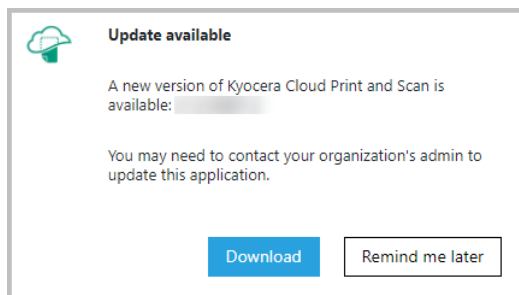 Update available
A new version of Kyocera Cloud Print and Scan is
available:
You may need to contact your organization's admin to
update this application.
Download
Remind me later